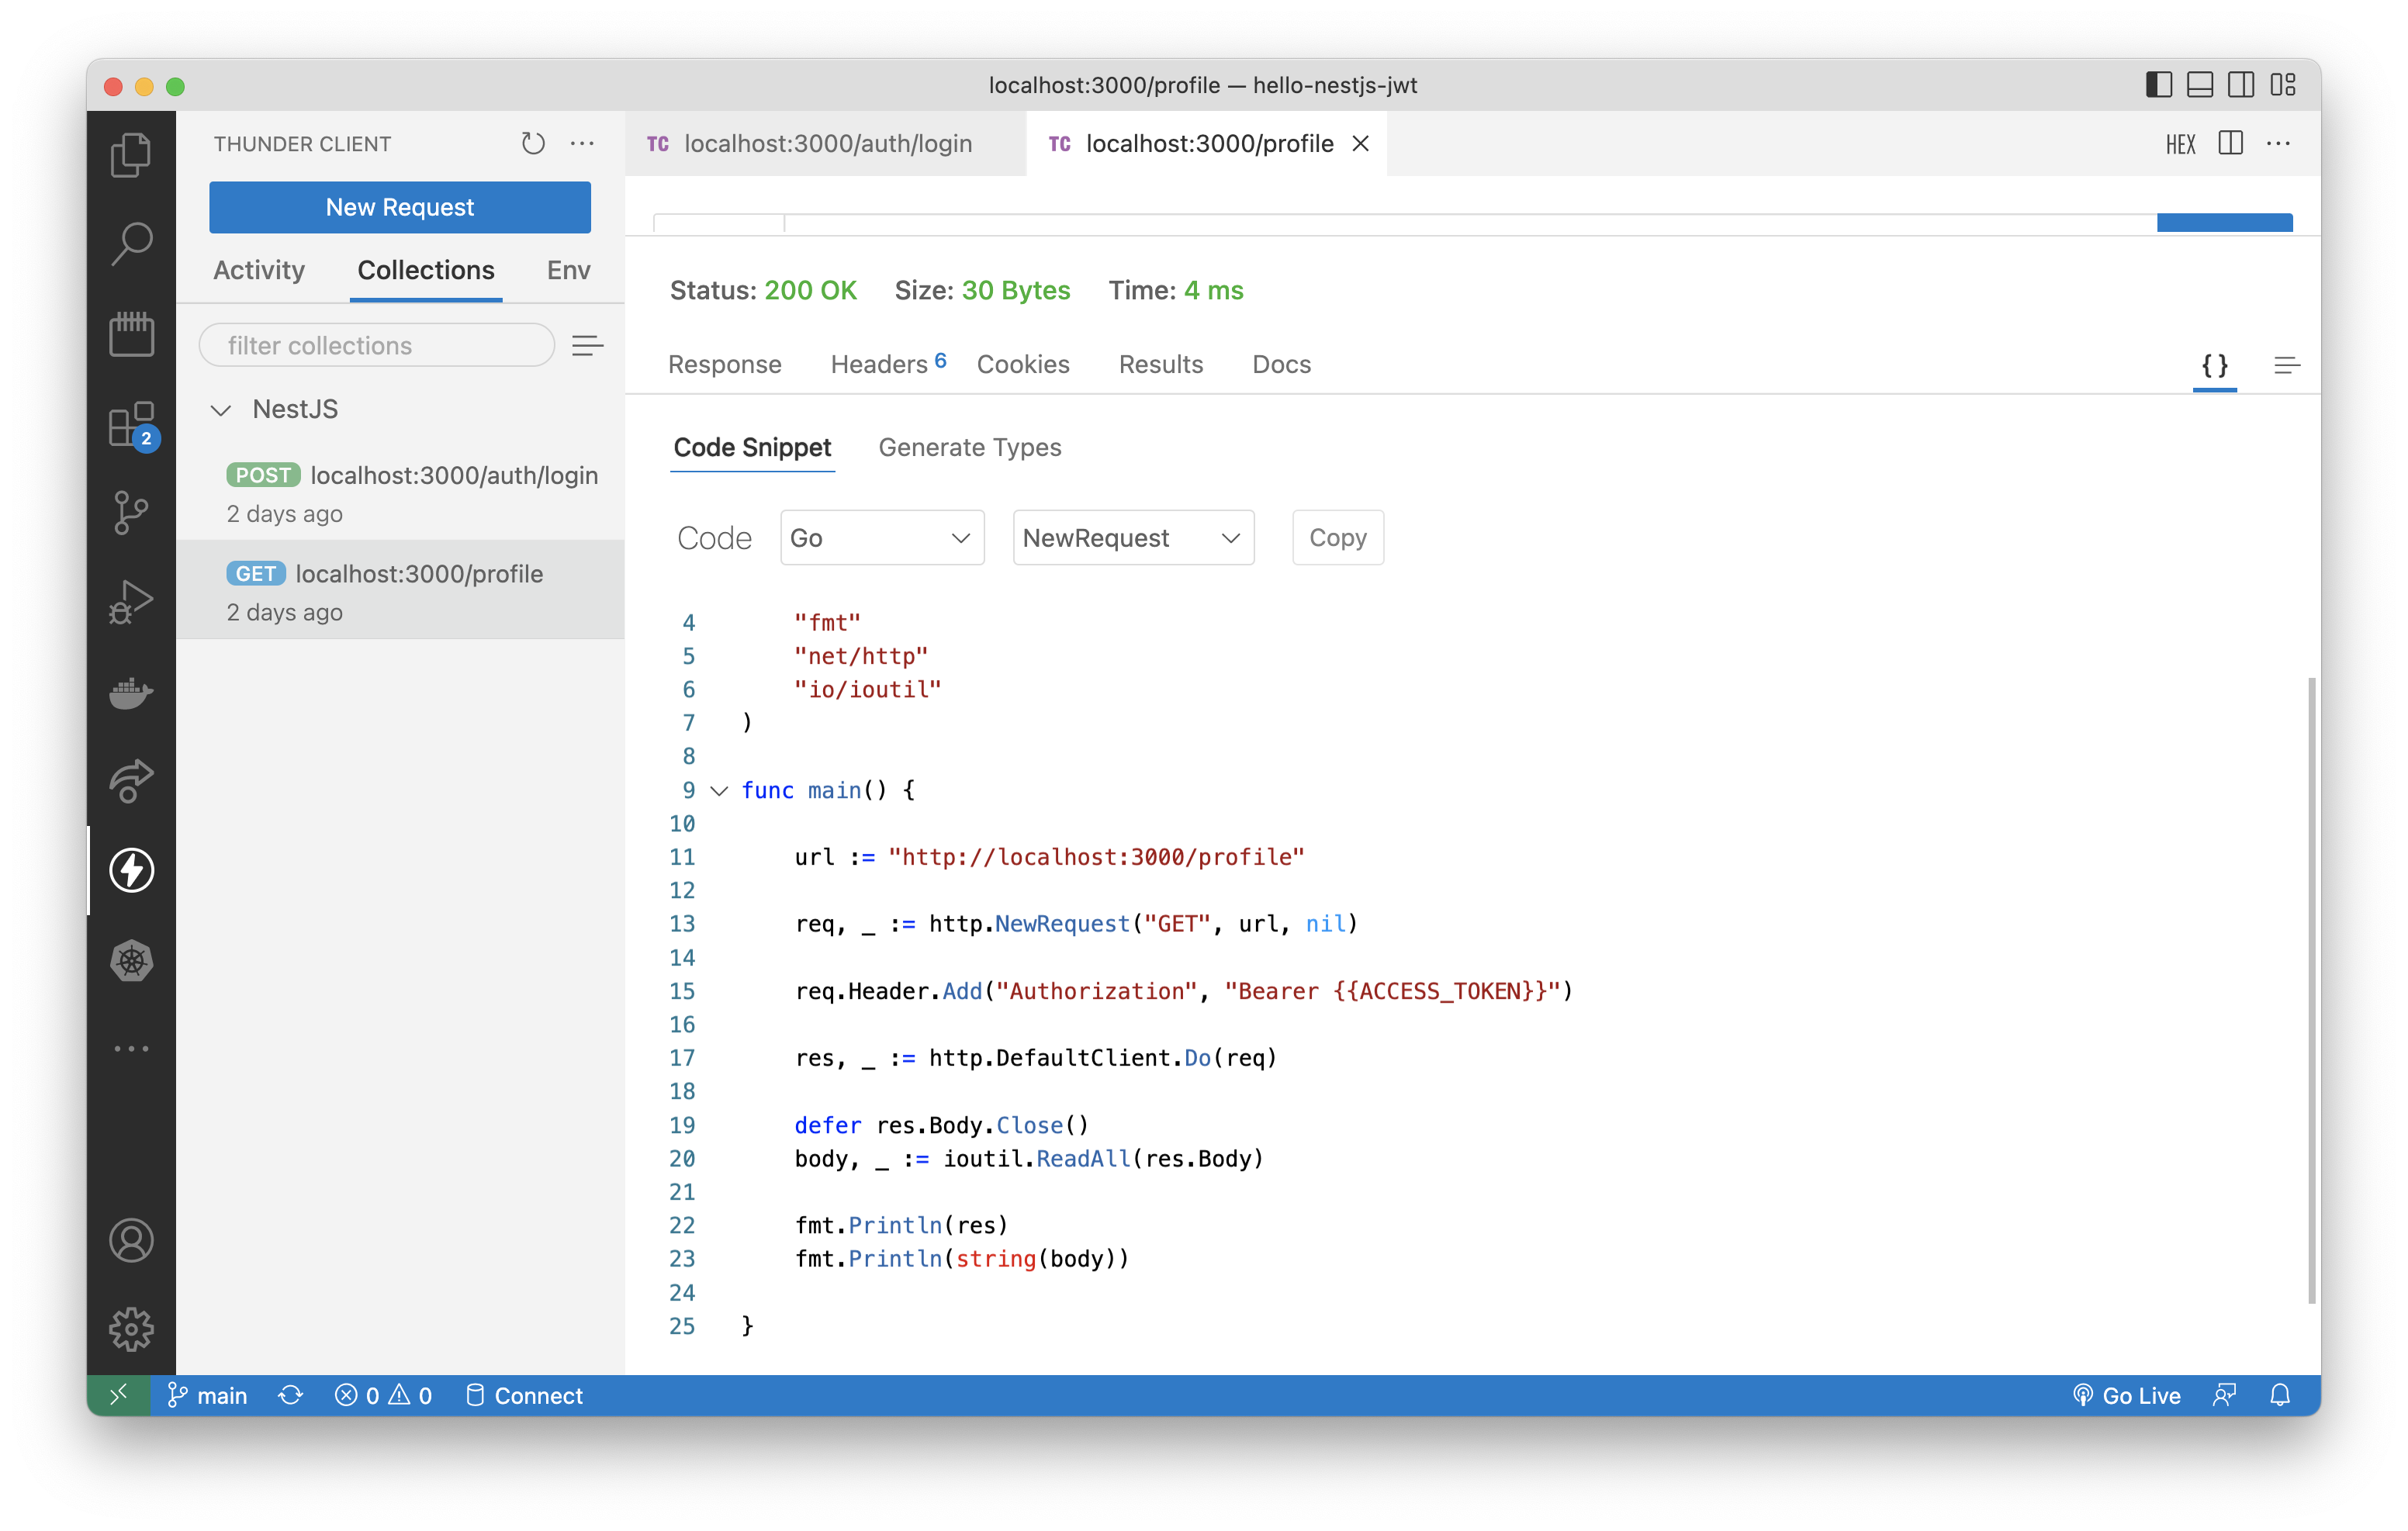 localhost:3000/profile — hello-nestjs-jwt
THUNDER CLIENT
New Request
Activity Collections Env
filter collections
NestJS
POST localhost:3000/auth/login
2 days ago
GET localhost:3000/profile
2 days ago
2
TC localhost:3000/auth/login TC localhost:3000/profile HEX
Status: 200 OK Size: 30 Bytes Time: 4 ms
Response Headers 6 Cookies Results Docs {}
Code Snippet Generate Types
Code Go NewRequest Copy
4 "fmt"
5 "net/http"
6 "io/ioutil"
7 )
8
9 func main() {
10
11 url := "http://localhost:3000/profile"
12
13 req, _ := http.NewRequest("GET", url, nil)
14
15 req.Header.Add("Authorization", "Bearer {{ACCESS_TOKEN}}")
16
17 res, _ := http.DefaultClient.Do(req)
18
19 defer res.Body.Close()
20 body, _ := ioutil.ReadAll(res.Body)
21
22 fmt.Println(res)
23 fmt.Println(string(body))
24
25 }
main 0 0 Connect Go Live